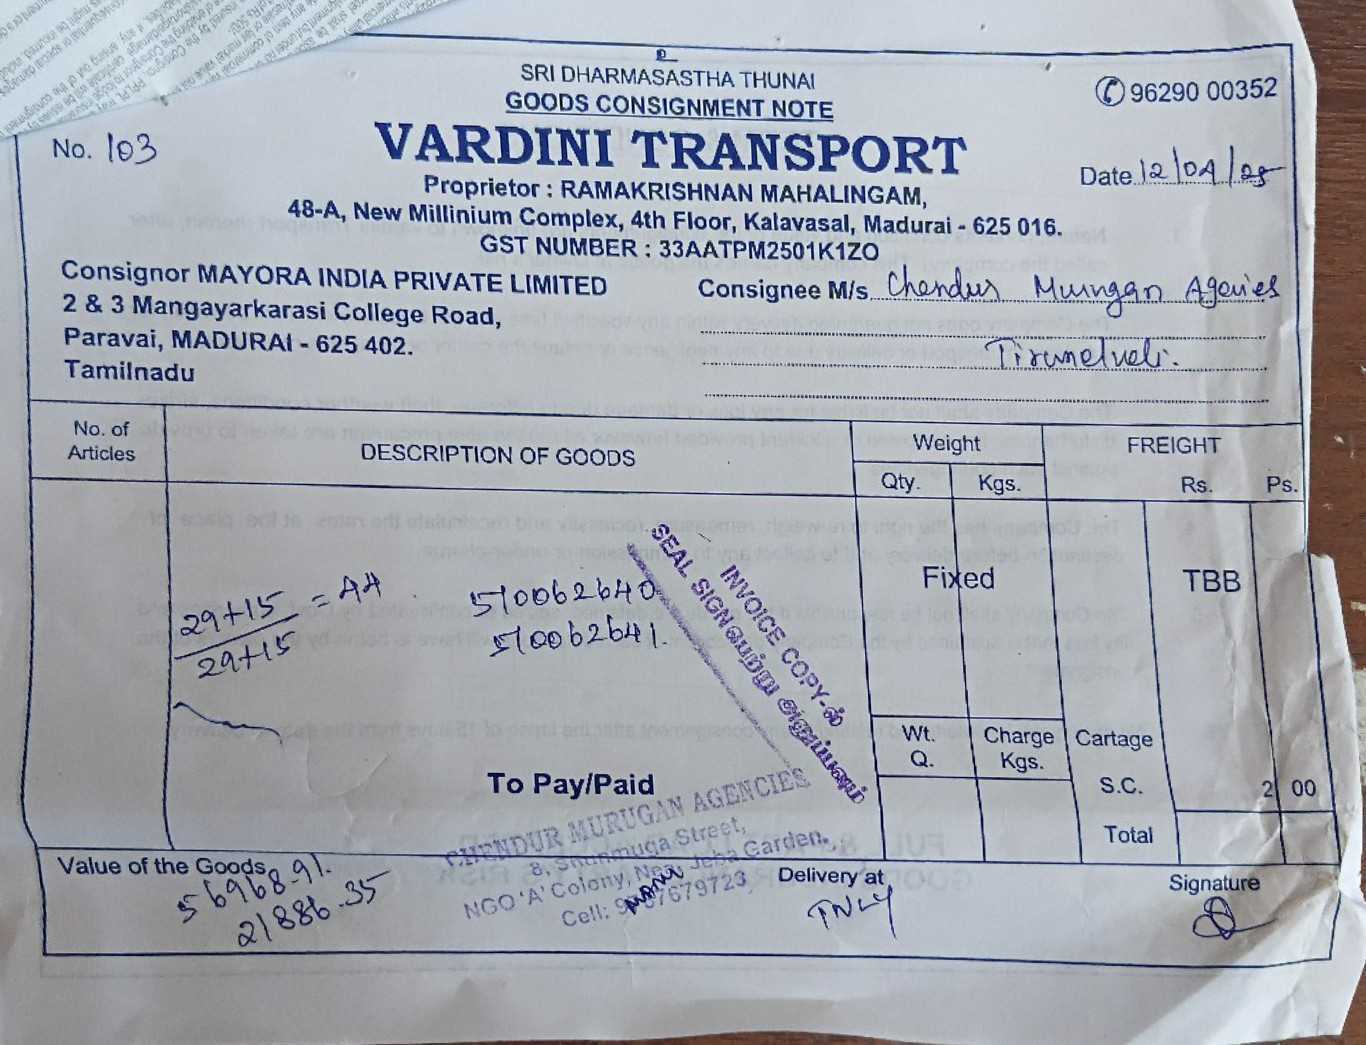 SRI DHARMASASTHA THUNAI
GOODS CONSIGNMENT NOTE
✆ 96290 00352
No. 103
VARDINI TRANSPORT
Date 12/04/25
Proprietor : RAMAKRISHNAN MAHALINGAM,
48-A, New Millinium Complex, 4th Floor, Kalavasal, Madurai - 625 016.
GST NUMBER : 33AATPM2501K1ZO
Consignor MAYORA INDIA PRIVATE LIMITED
2 & 3 Mangayarkarasi College Road,
Paravai, MADURAI - 625 402.
Tamilnadu
Consignee M/s. Chendur Murugan Agencies
Tirunelveli.
No. of Articles
DESCRIPTION OF GOODS
Weight
Qty. Kgs.
FREIGHT
Rs. Ps.
29+15 = 44
29+15
510062640
510062641.
INVOICE COPY-ல்
SEAL SIGN பெற்று அனுப்பவும்
Fixed
TBB
Wt. Q.
Charge Kgs.
Cartage
S.C. 2 00
Total
To Pay/Paid
CHENDUR MURUGAN AGENCIES
8, Shunmuga Street,
NGO 'A' Colony, Near Jeba Garden,
Cell:
Value of the Goods
56968-91.
21886.35
Delivery at
TNLY
Signature